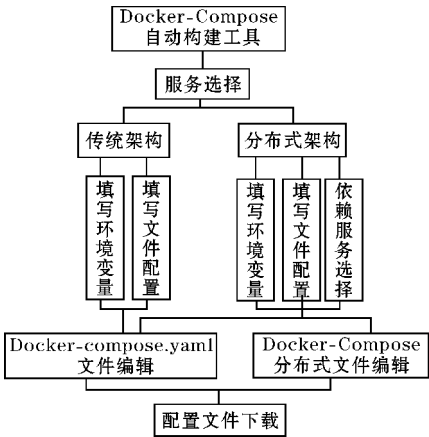 Docker-Compose
自动构建工具
服务选择
传统架构
分布式架构
填写环境变量
填写文件配置
填写环境变量
填写文件配置
依赖服务选择
Docker-compose.yaml
文件编辑
Docker-Compose
分布式文件编辑
配置文件下载